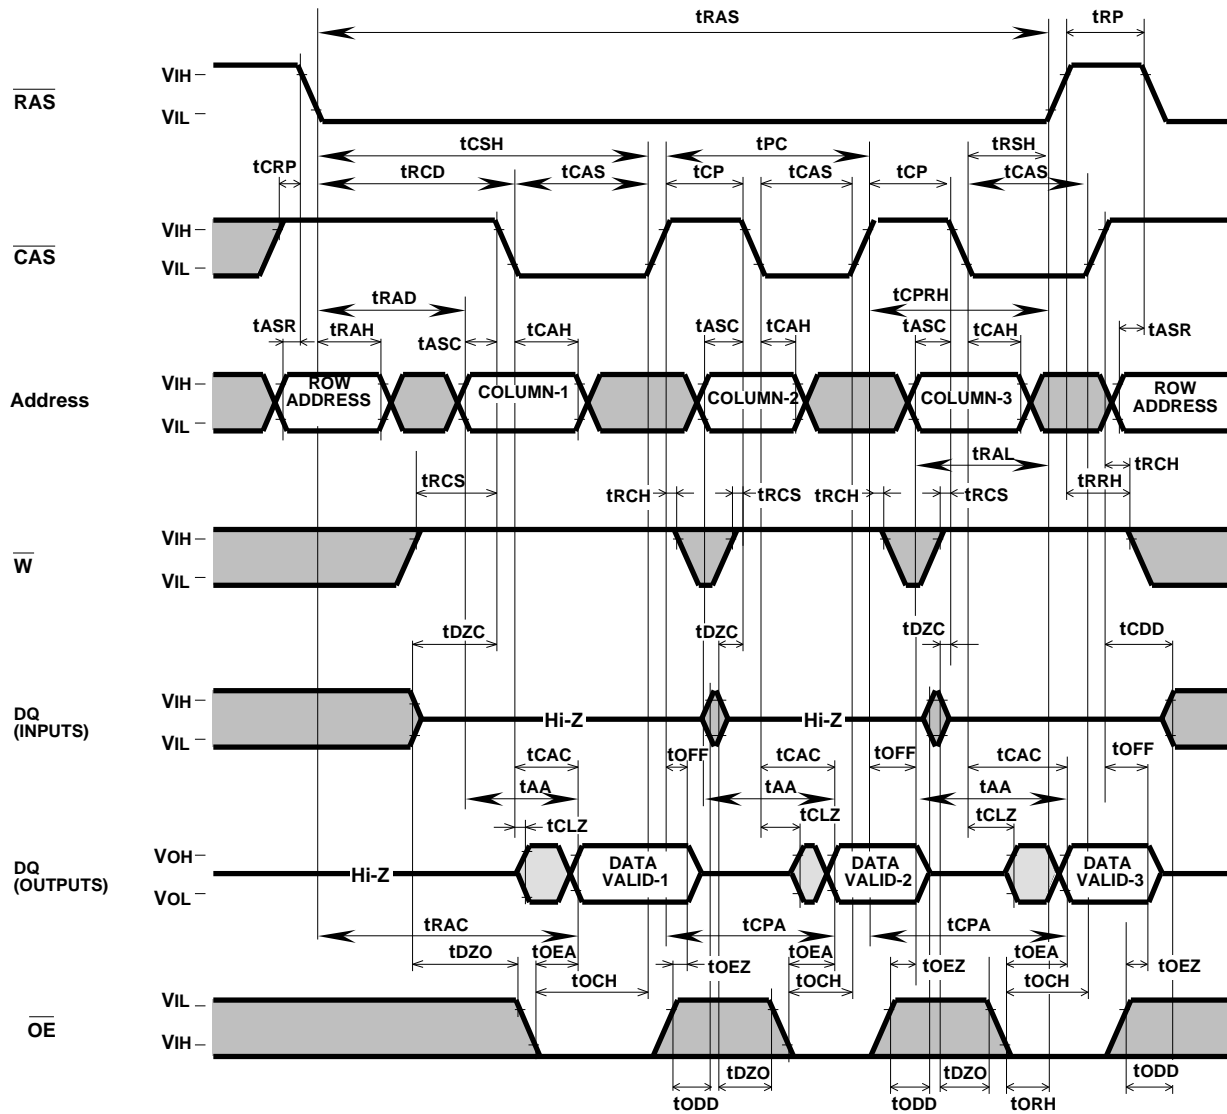 tRAS
tRP
RAS
VIH
VIL
tCSH
tPC
tRSH
tCRP
tRCD
tCAS
tCP
tCAS
tCP
tCAS
CAS
VIH
VIL
tRAD
tCPRH
tASR
tRAH
tASC
tCAH
tASC
tCAH
tASC
tCAH
tASR
Address
VIH
VIL
ROW
ADDRESS
COLUMN-1
COLUMN-2
COLUMN-3
ROW
ADDRESS
tRAL
tRCH
tRCS
tRCH
tRCS
tRCH
tRCS
tRRH
W
VIH
VIL
tDZC
tDZC
tDZC
tCDD
DQ
(INPUTS)
VIH
VIL
Hi-Z
Hi-Z
Hi-Z
tCAC
tOFF
tCAC
tOFF
tCAC
tOFF
tAA
tAA
tAA
tCLZ
tCLZ
tCLZ
DQ
(OUTPUTS)
VOH
VOL
Hi-Z
DATA
VALID-1
DATA
VALID-2
DATA
VALID-3
tRAC
tCPA
tCPA
tDZO
tOEA
tOEZ
tOEA
tOEZ
tOEA
tOEZ
tOCH
tOCH
tOCH
OE
VIL
VIH
tDZO
tDZO
tODD
tODD
tODD
tORH